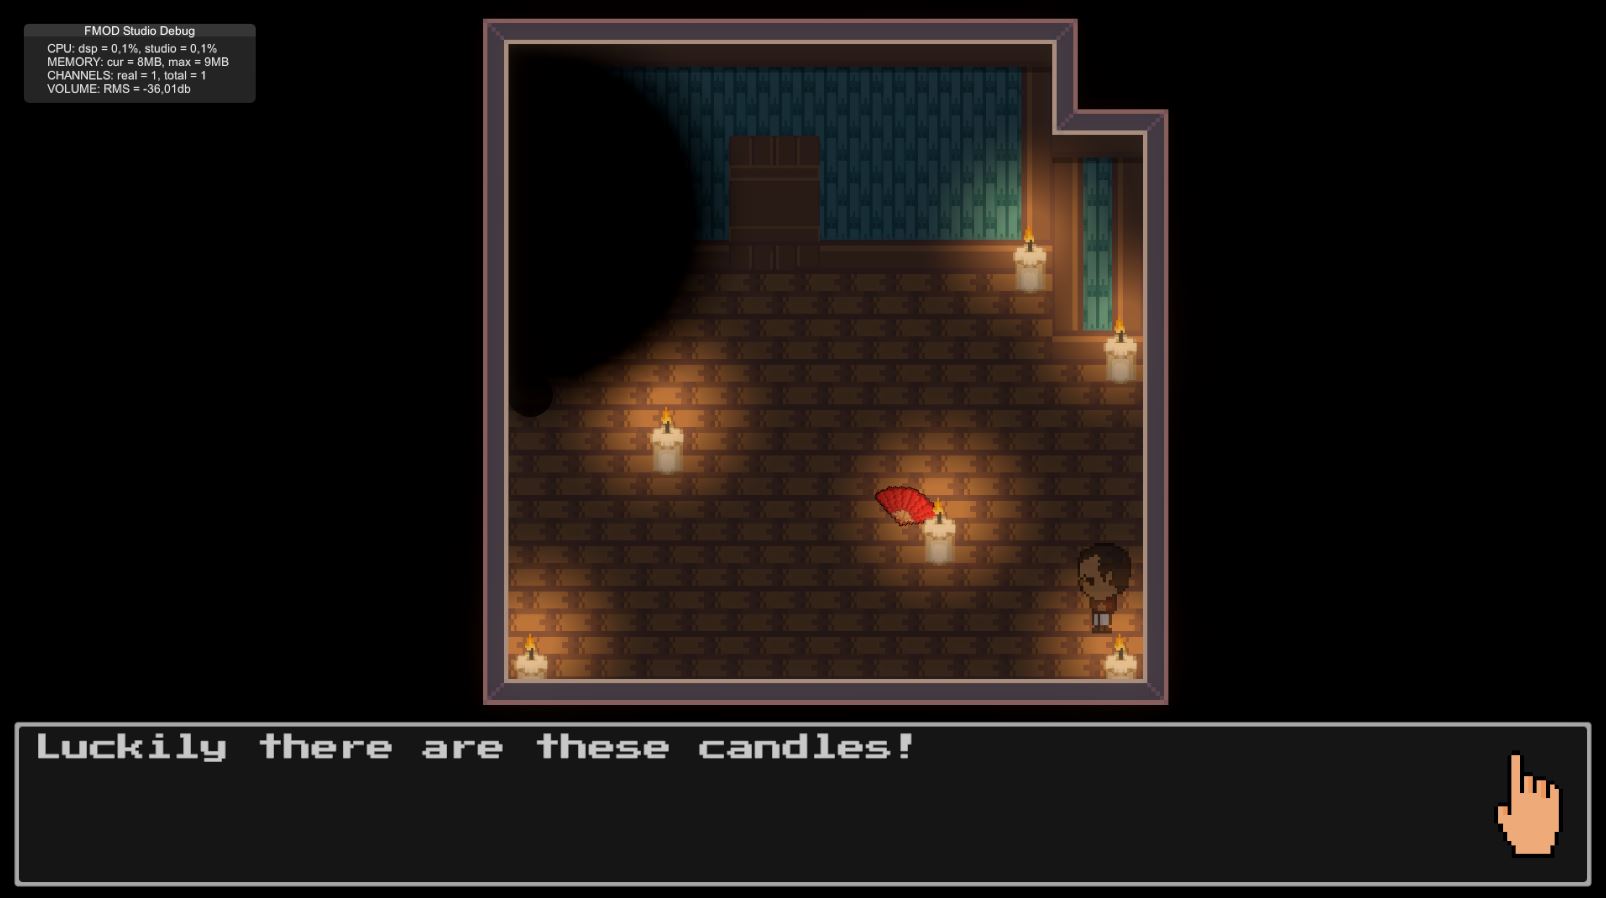 FMOD Studio Debug
CPU: dsp = 0,1%, studio = 0,1%
MEMORY: cur = 8MB, max = 9MB
CHANNELS: real = 1, total = 1
VOLUME: RMS = -36,01db
Luckily there are these candles!